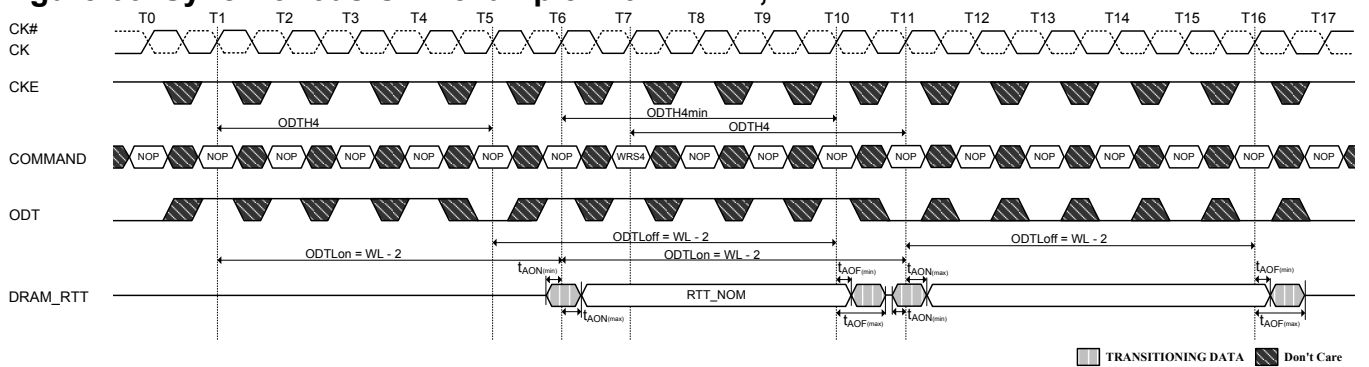 T0 T1 T2 T3 T4 T5 T6 T7 T8 T9 T10 T11 T12 T13 T14 T15 T16 T17
CK#
CK
CKE
ODTH4 ODTH4min
ODTH4
COMMAND NOP NOP NOP NOP NOP NOP NOP WRS4 NOP NOP NOP NOP NOP NOP NOP NOP NOP NOP
ODT
ODTLoff = WL - 2 ODTLoff = WL - 2
ODTLon = WL - 2 ODTLon = WL - 2
tAON(min) tAOF(min) tAON(max) tAOF(min)
DRAM_RTT RTT_NOM
tAON(max) tAOF(max) tAON(min) tAOF(max)
TRANSITIONING DATA Don't Care